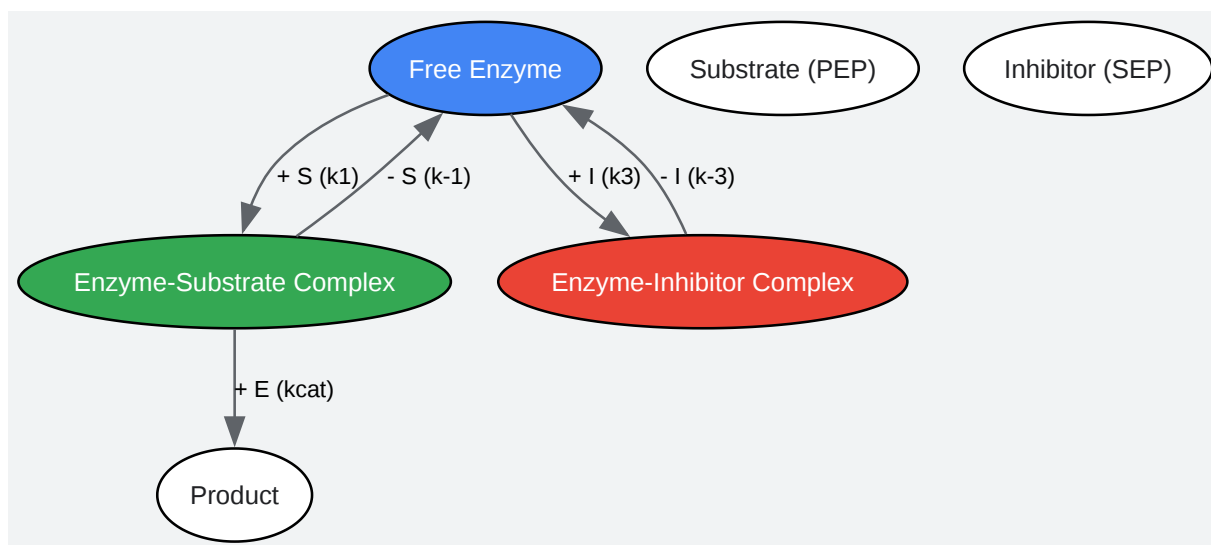 Free Enzyme
Substrate (PEP)
Inhibitor (SEP)
+ S (k1)
- S (k-1)
+ I (k3)
- I (k-3)
Enzyme-Substrate Complex
Enzyme-Inhibitor Complex
+ E (kcat)
Product